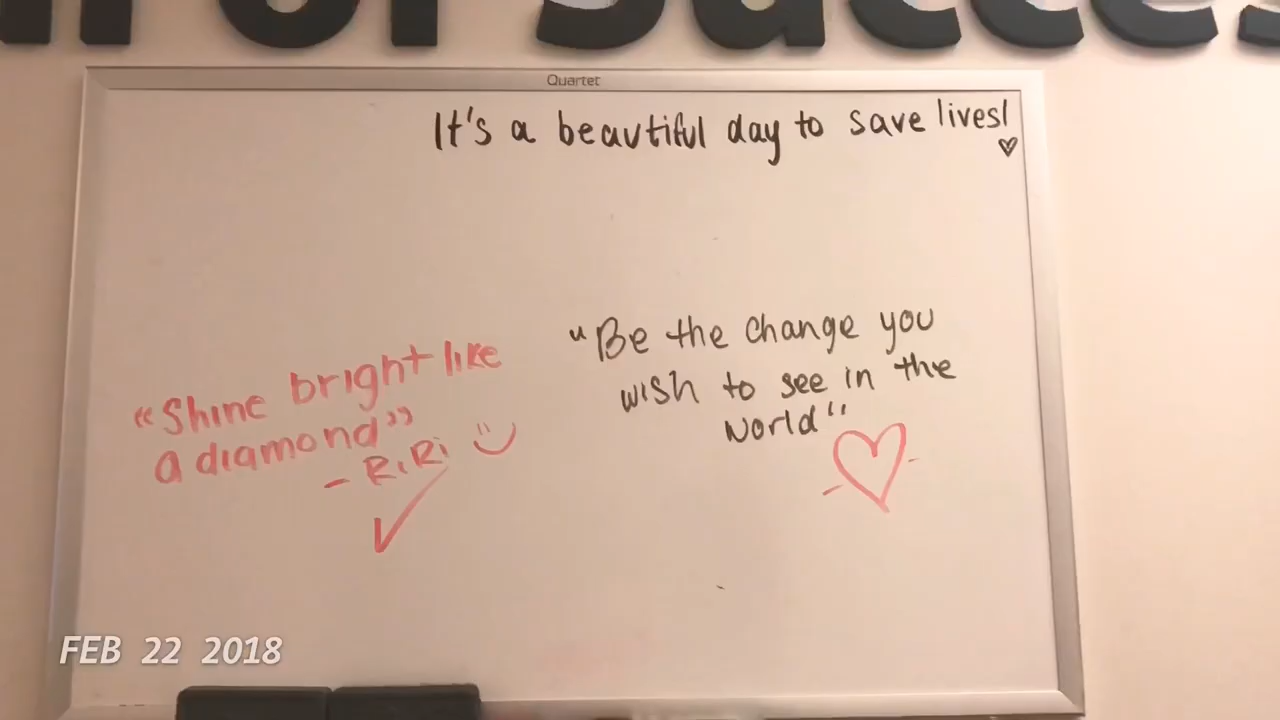 Quartet
It's a beautiful day to save lives!
"Be the change you
wish to see in the
world"
"Shine bright like
a diamond"
- RiRi
FEB 22 2018